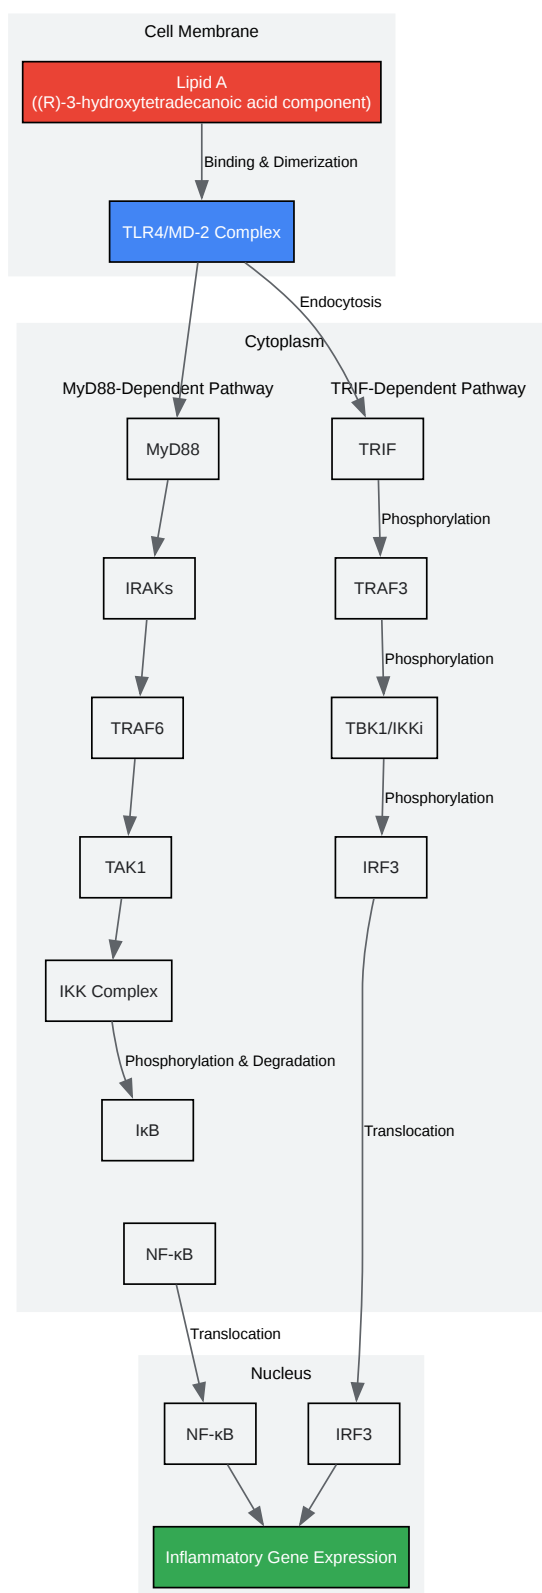 Cell Membrane
Lipid A
((R)-3-hydroxytetradecanoic acid component)
Binding & Dimerization
TLR4/MD-2 Complex
Endocytosis
Cytoplasm
MyD88-Dependent Pathway
TRIF-Dependent Pathway
MyD88
TRIF
Phosphorylation
IRAKs
TRAF3
Phosphorylation
TRAF6
TBK1/IKKi
Phosphorylation
TAK1
IRF3
IKK Complex
Phosphorylation & Degradation
IκB
Translocation
NF-κB
Translocation
Nucleus
NF-κB
IRF3
Inflammatory Gene Expression